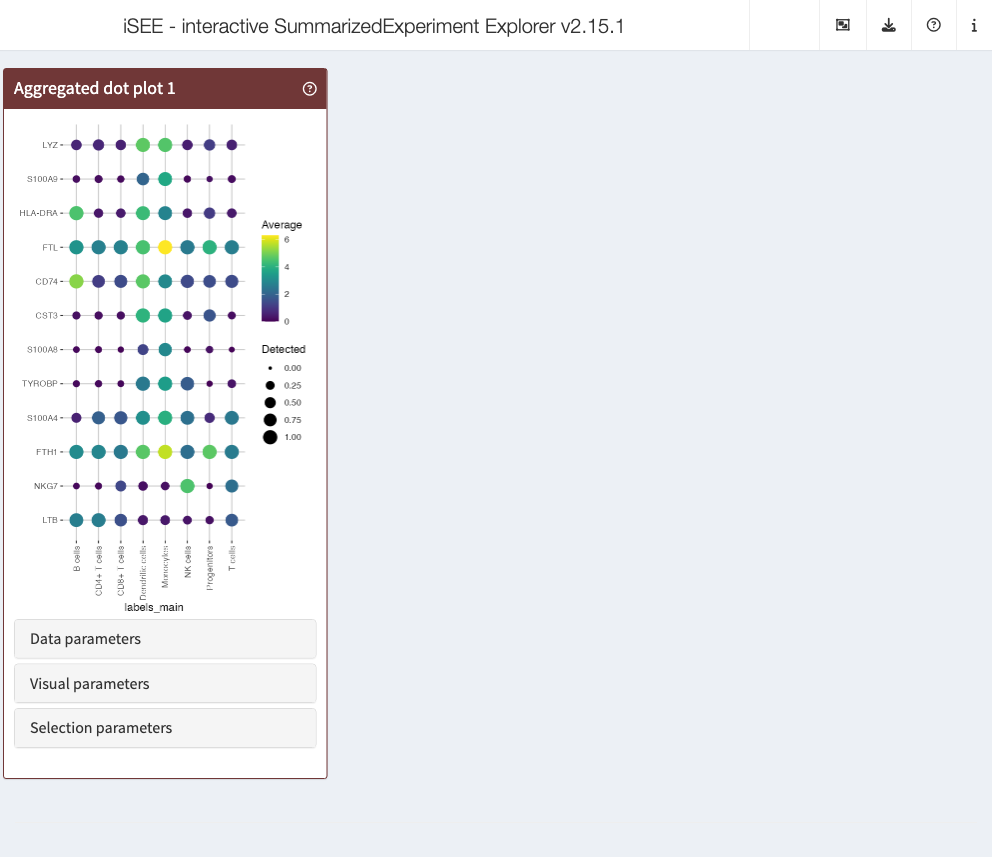 iSEE - interactive SummarizedExperiment Explorer v2.15.1
Aggregated dot plot 1
LYZ
S100A9
HLA-DRA
FTL
CD74
CST3
S100A8
TYROBP
S100A4
FTH1
NKG7
LTB
B cells
CD4+ T cells
CD8+ T cells
Dendritic cells
Monocytes
NK cells
Progenitors
T cells
labels_main
Average
6
4
2
0
Detected
0.00
0.25
0.50
0.75
1.00
Data parameters
Visual parameters
Selection parameters